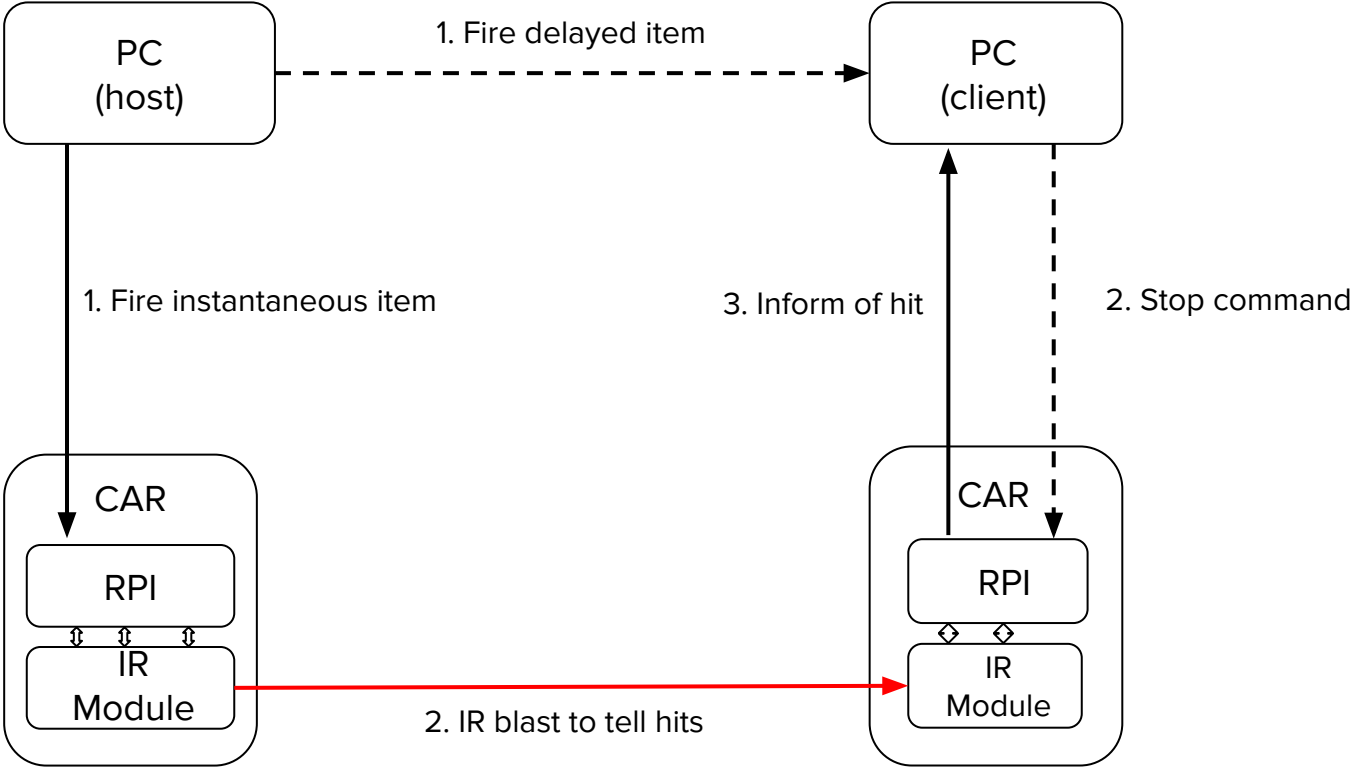 PC
(host)
1. Fire delayed item
PC
(client)
1. Fire instantaneous item
3. Inform of hit
2. Stop command
CAR
RPI
IR
Module
2. IR blast to tell hits
CAR
RPI
IR
Module